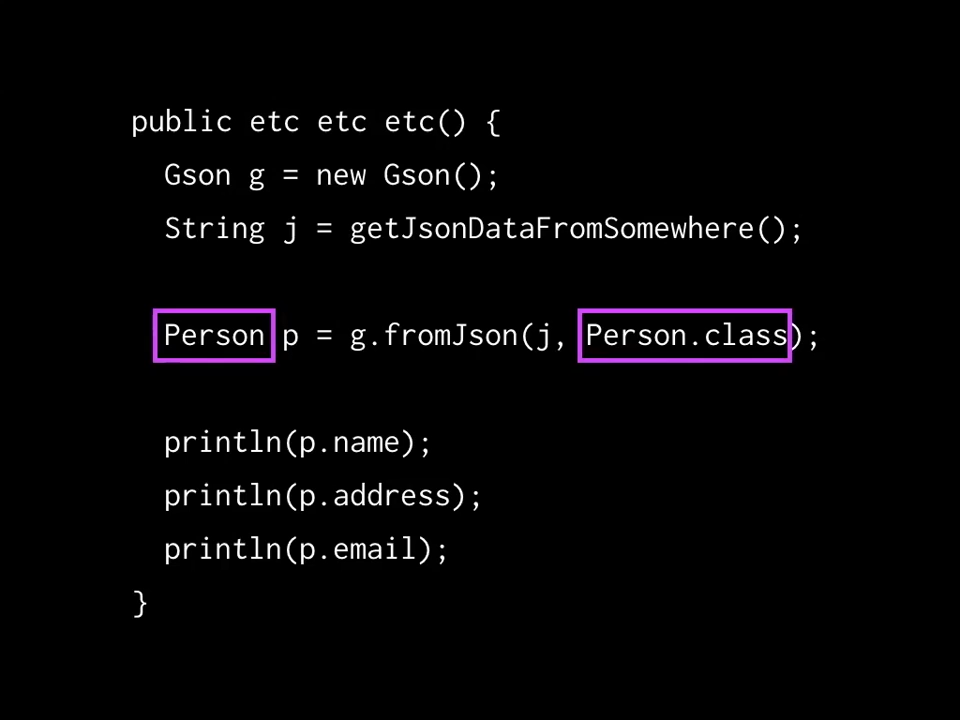 public etc etc etc() {
Gson g = new Gson();
String j = getJsonDataFromSomewhere();
Person p = g.fromJson(j, Person.class);
println(p.name);
println(p.address);
println(p.email);
}